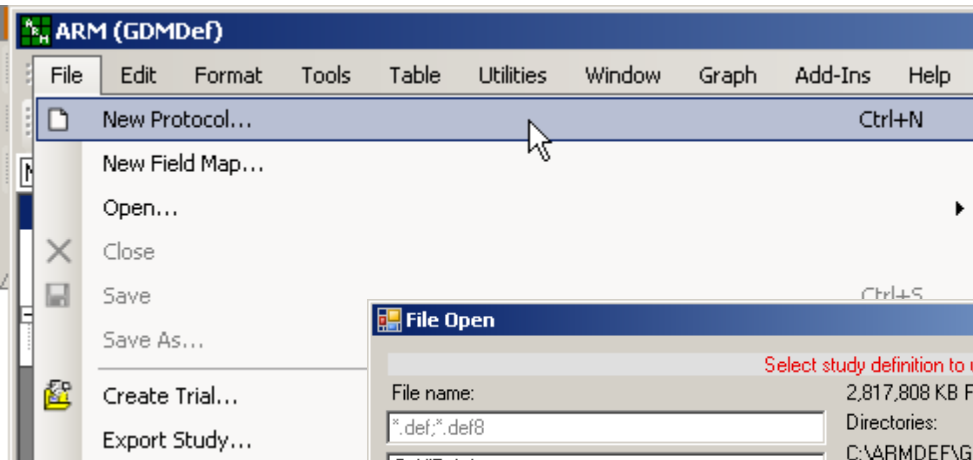 ARM (GDMDef)
File Edit Format Tools Table Utilities Window Graph Add-Ins Help
New Protocol... Ctrl+N
New Field Map...
Open...
Close
Save Ctrl+S
Save As...
File Open
Select study definition to
File name: 2,817,808 KB F
*.def;*.def8
Directories:
C:\ARMDEF\G
Create Trial...
Export Study...